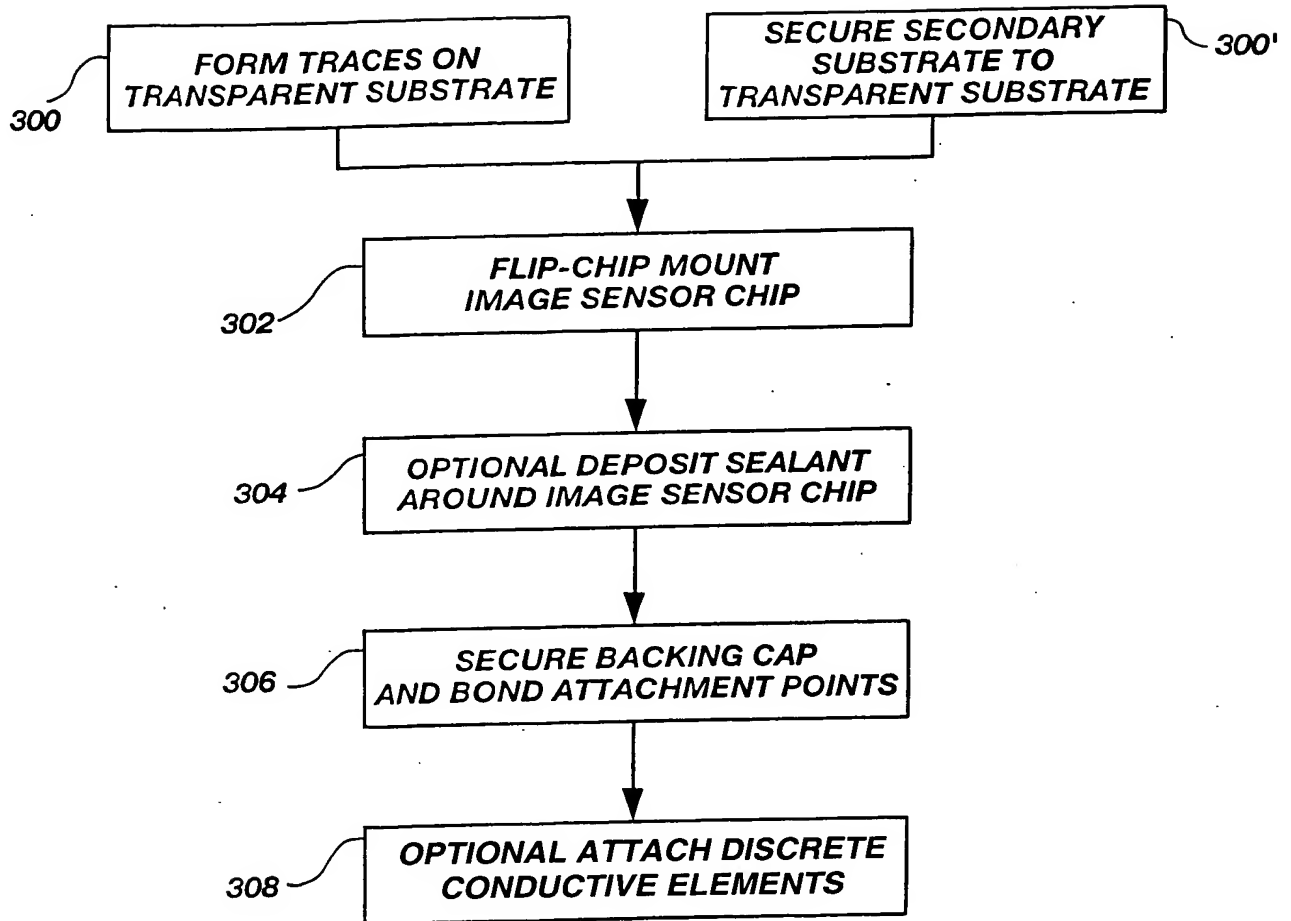 FORM TRACES ON
TRANSPARENT SUBSTRATE
300
SECURE SECONDARY
SUBSTRATE TO
TRANSPARENT SUBSTRATE
300'
FLIP-CHIP MOUNT
IMAGE SENSOR CHIP
302
OPTIONAL DEPOSIT SEALANT
AROUND IMAGE SENSOR CHIP
304
SECURE BACKING CAP
AND BOND ATTACHMENT POINTS
306
OPTIONAL ATTACH DISCRETE
CONDUCTIVE ELEMENTS
308